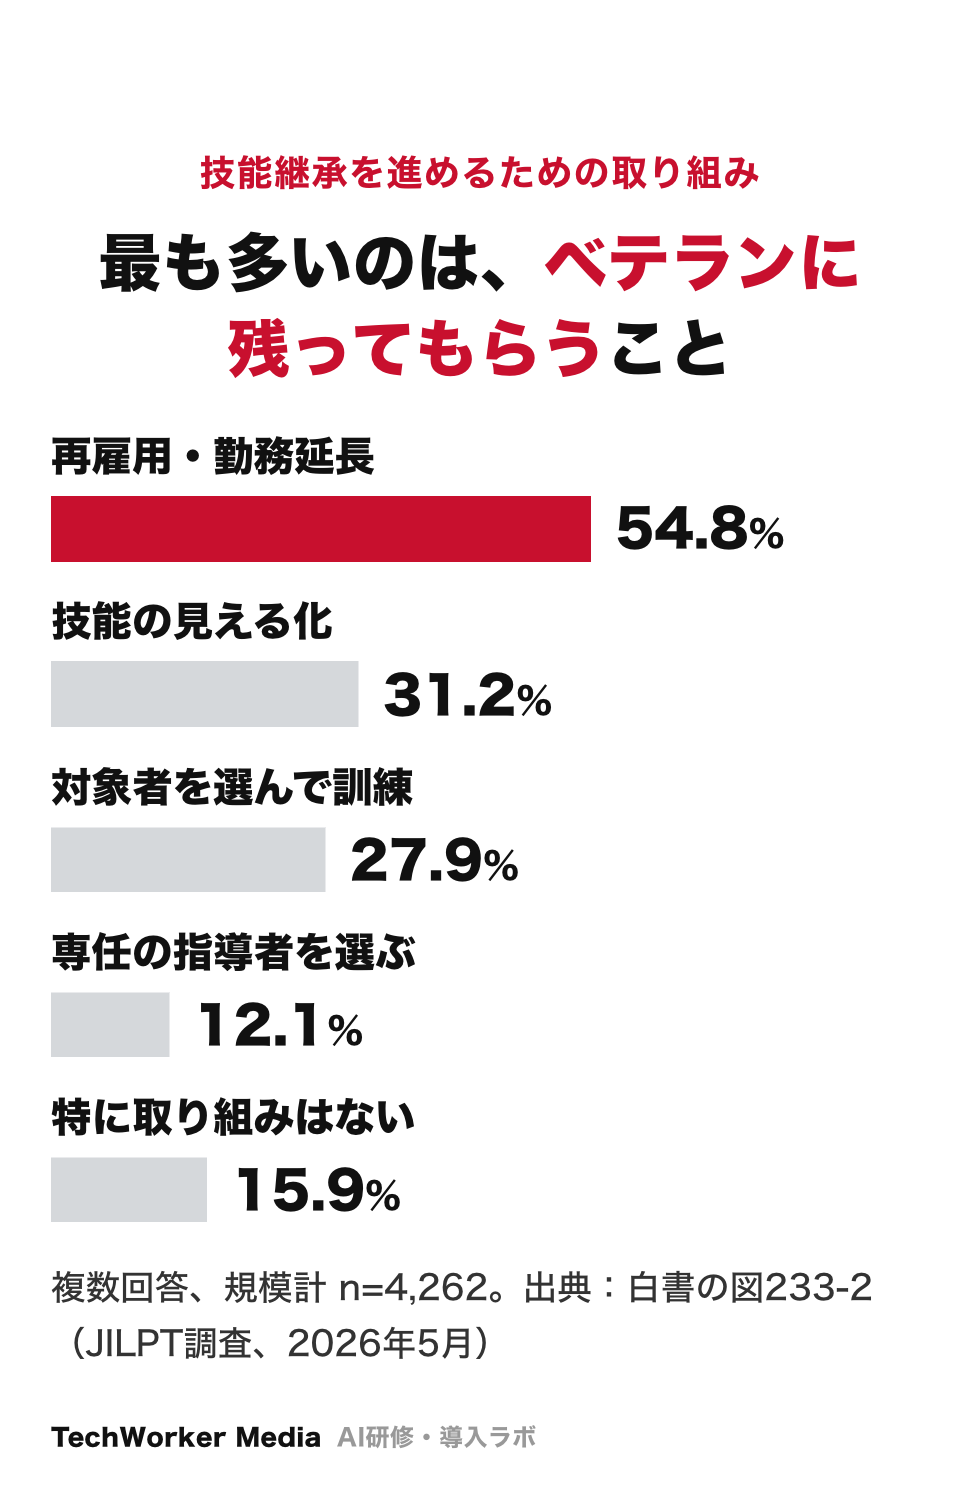 技能継承を進めるための取り組み
最も多いのは、ベテランに
残ってもらうこと
再雇用・勤務延長
54.8%
技能の見える化
31.2%
対象者を選んで訓練
27.9%
専任の指導者を選ぶ
12.1%
特に取り組みはない
15.9%
複数回答、規模計 n=4,262。出典：白書の図233-2
（JILPT調査、2026年5月）
TechWorker Media AI研修・導入ラボ